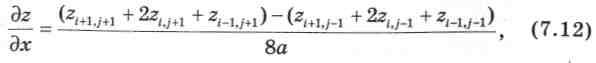 ∂z/∂x = ((z_{i+1,j+1} + 2z_{i,j+1} + z_{i-1,j+1}) − (z_{i+1,j-1} + 2z_{i,j-1} + z_{i-1,j-1})) / 8a , (7.12)